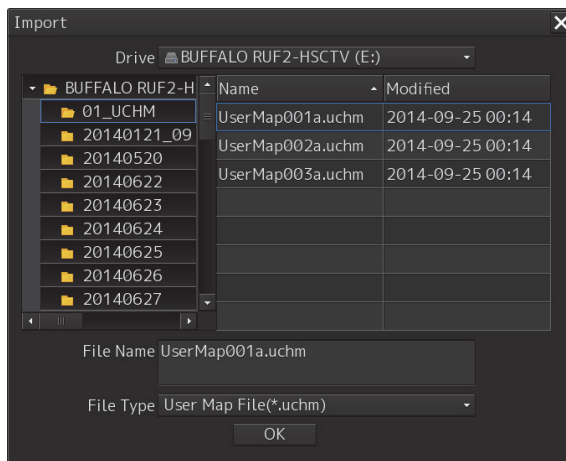 Import
Drive BUFFALO RUF2-HSCTV (E:)
BUFFALO RUF2-H Name Modified
01_UCHM UserMap001a.uchm 2014-09-25 00:14
20140121_09 UserMap002a.uchm 2014-09-25 00:14
20140520 UserMap003a.uchm 2014-09-25 00:14
20140622
20140623
20140624
20140625
20140626
20140627
File Name UserMap001a.uchm
File Type User Map File(*.uchm)
OK